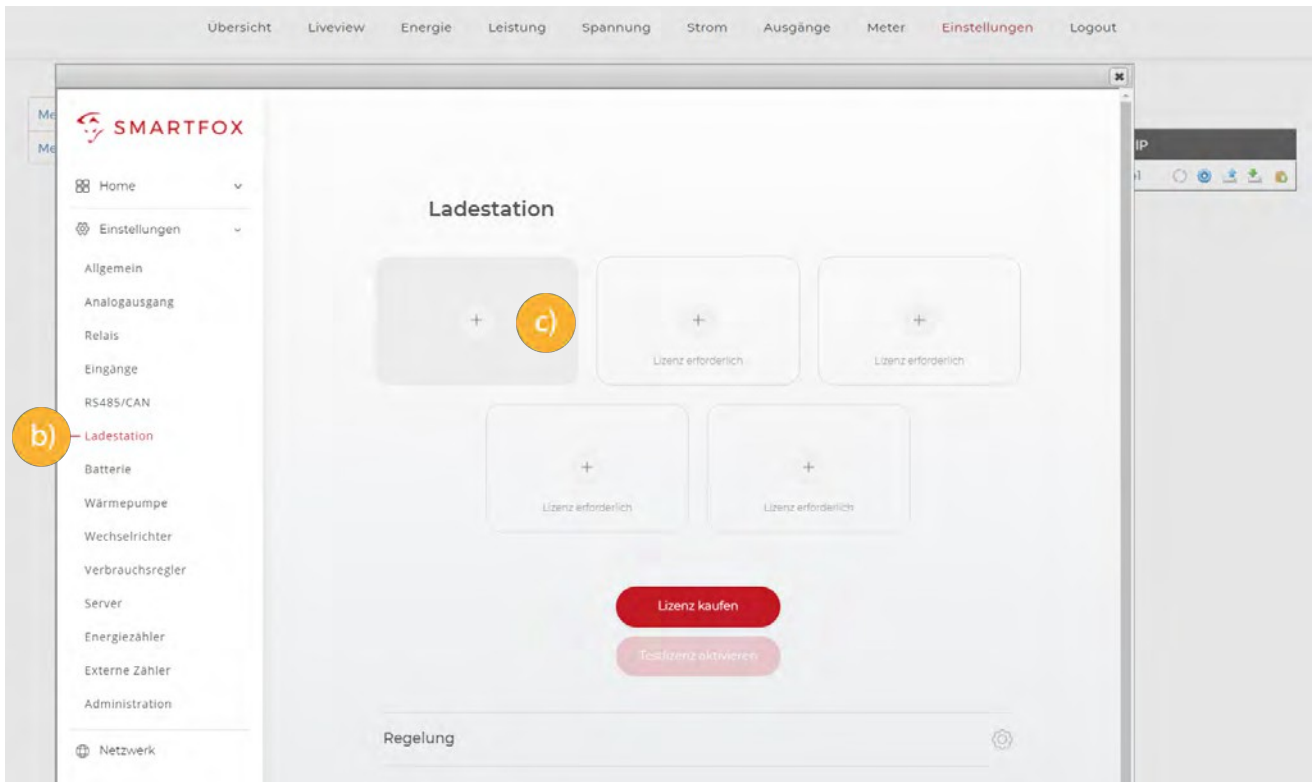 Übersicht Liveview Energie Leistung Spannung Strom Ausgänge Meter Einstellungen Logout
Me
Me
IP
SMARTFOX
Home
Einstellungen
Allgemein
Analogausgang
Relais
Eingänge
RS485/CAN
b) Ladestation
Batterie
Wärmepumpe
Wechselrichter
Verbrauchsregler
Server
Energiezähler
Externe Zähler
Administration
Netzwerk
Ladestation
+ c) + +
Lizenz erforderlich Lizenz erforderlich
+ +
Lizenz erforderlich Lizenz erforderlich
Lizenz kaufen
Testlizenz aktivieren
Regelung